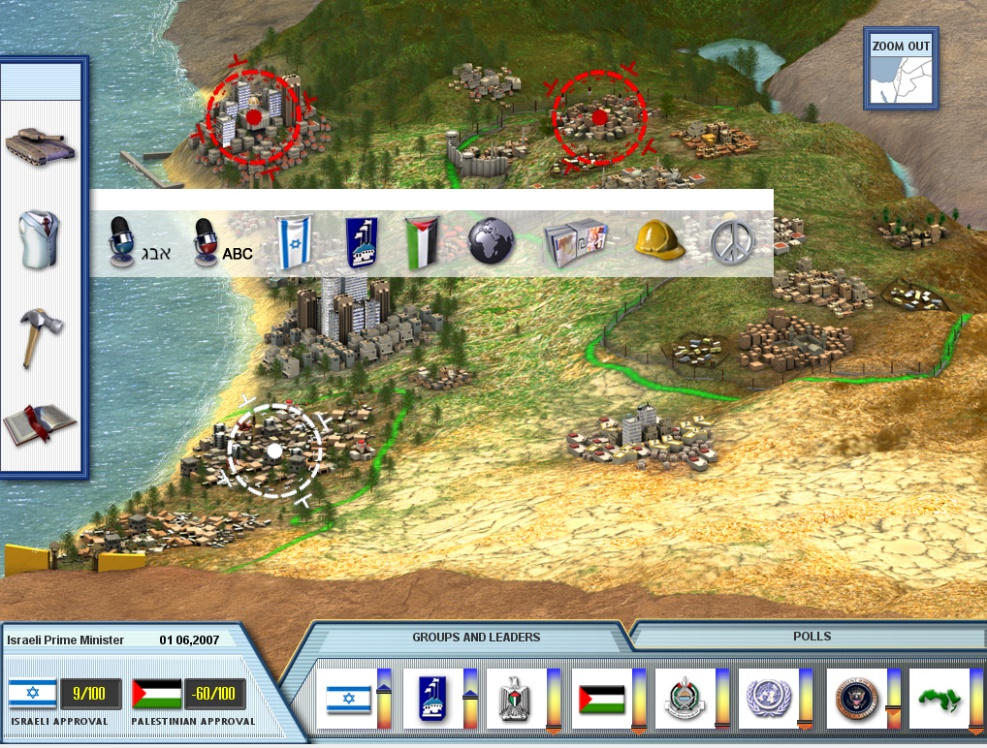 ZOOM OUT
אבג
ABC
Israeli Prime Minister 01 06,2007
GROUPS AND LEADERS
POLLS
9/100
-60/100
ISRAELI APPROVAL
PALESTINIAN APPROVAL